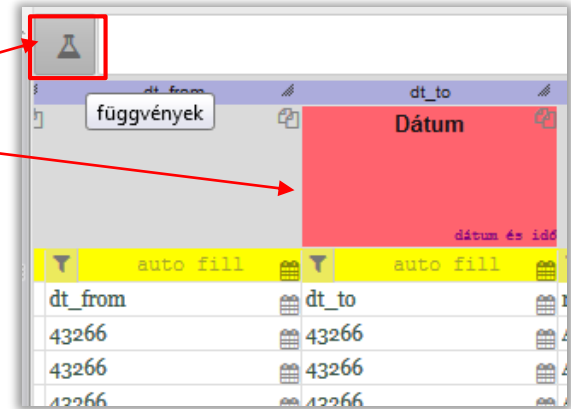 dt_from dt_to
függvények
Dátum
dátum és idő
auto fill auto fill
dt_from dt_to
43266 43266
43266 43266
43266 43266